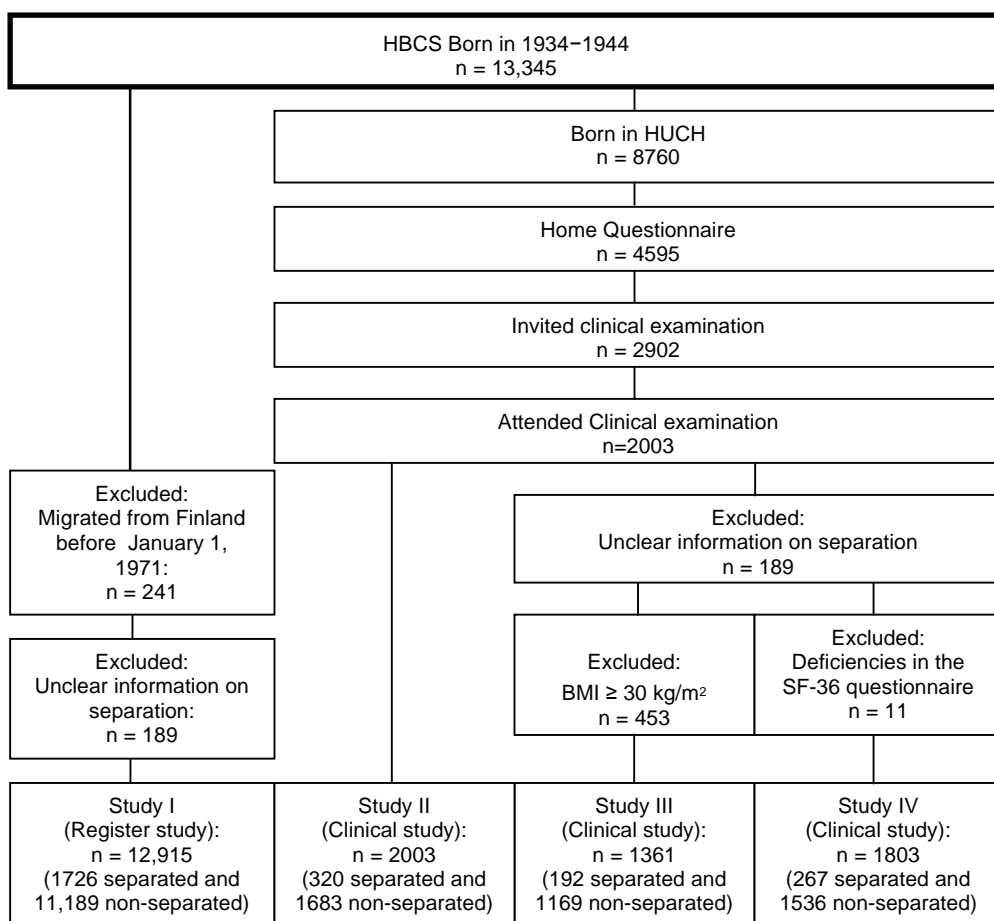 HBCS Born in 1934−1944
n = 13,345
Born in HUCH
n = 8760
Home Questionnaire
n = 4595
Invited clinical examination
n = 2902
Attended Clinical examination
n=2003
Excluded:
Migrated from Finland
before January 1,
1971:
n = 241
Excluded:
Unclear information on separation
n = 189
Excluded:
Unclear information on
separation:
n = 189
Excluded:
BMI ≥ 30 kg/m²
n = 453
Excluded:
Deficiencies in the
SF-36 questionnaire
n = 11
Study I
(Register study):
n = 12,915
(1726 separated and
11,189 non-separated)
Study II
(Clinical study):
n = 2003
(320 separated and
1683 non-separated)
Study III
(Clinical study):
n = 1361
(192 separated and
1169 non-separated)
Study IV
(Clinical study):
n = 1803
(267 separated and
1536 non-separated)